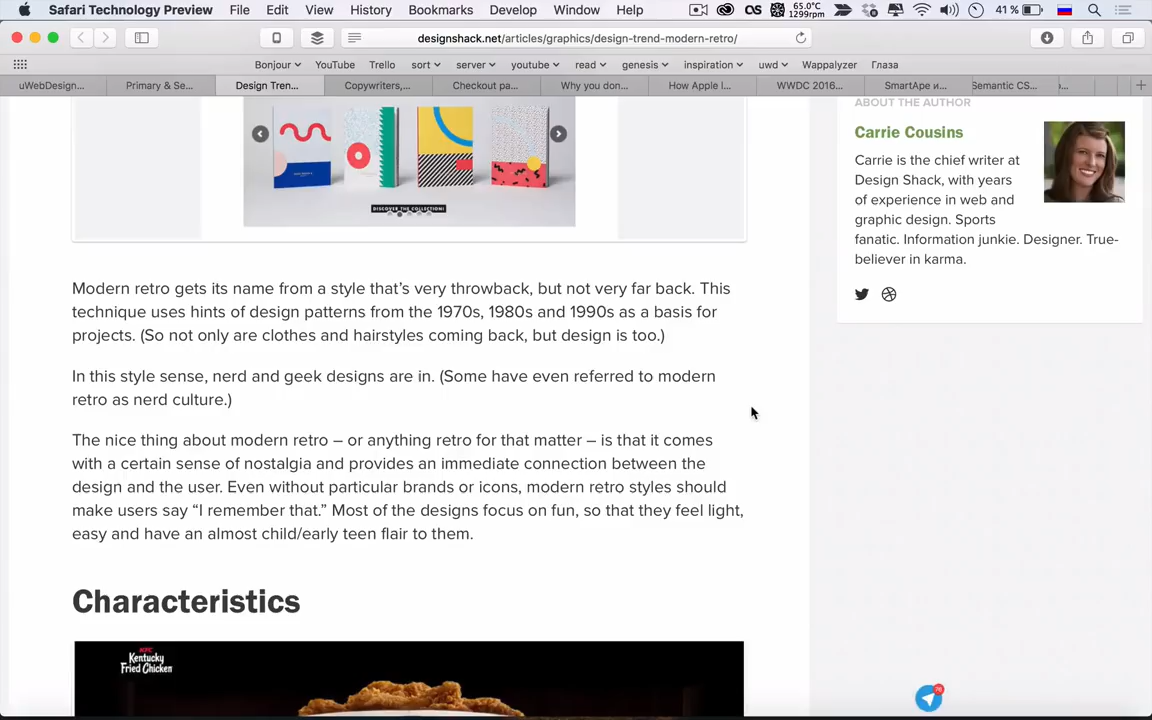 Safari Technology Preview File Edit View History Bookmarks Develop Window Help 65.0°C 1299rpm 41 %
designshack.net/articles/graphics/design-trend-modern-retro/
Bonjour YouTube Trello sort server youtube read genesis inspiration uwd Wappalyzer Глаза
uWebDesign... Primary & Se... Design Tren... Copywriters,... Checkout pa... Why you don... How Apple l... WWDC 2016... SmartApe и... Semantic CS...
DISCOVER THE COLLECTION!
Modern retro gets its name from a style that’s very throwback, but not very far back. This
technique uses hints of design patterns from the 1970s, 1980s and 1990s as a basis for
projects. (So not only are clothes and hairstyles coming back, but design is too.)
In this style sense, nerd and geek designs are in. (Some have even referred to modern
retro as nerd culture.)
The nice thing about modern retro – or anything retro for that matter – is that it comes
with a certain sense of nostalgia and provides an immediate connection between the
design and the user. Even without particular brands or icons, modern retro styles should
make users say “I remember that.” Most of the designs focus on fun, so that they feel light,
easy and have an almost child/early teen flair to them.
Characteristics
KFC
Kentucky
Fried Chicken
ABOUT THE AUTHOR
Carrie Cousins
Carrie is the chief writer at
Design Shack, with years
of experience in web and
graphic design. Sports
fanatic. Information junkie. Designer. True-
believer in karma.